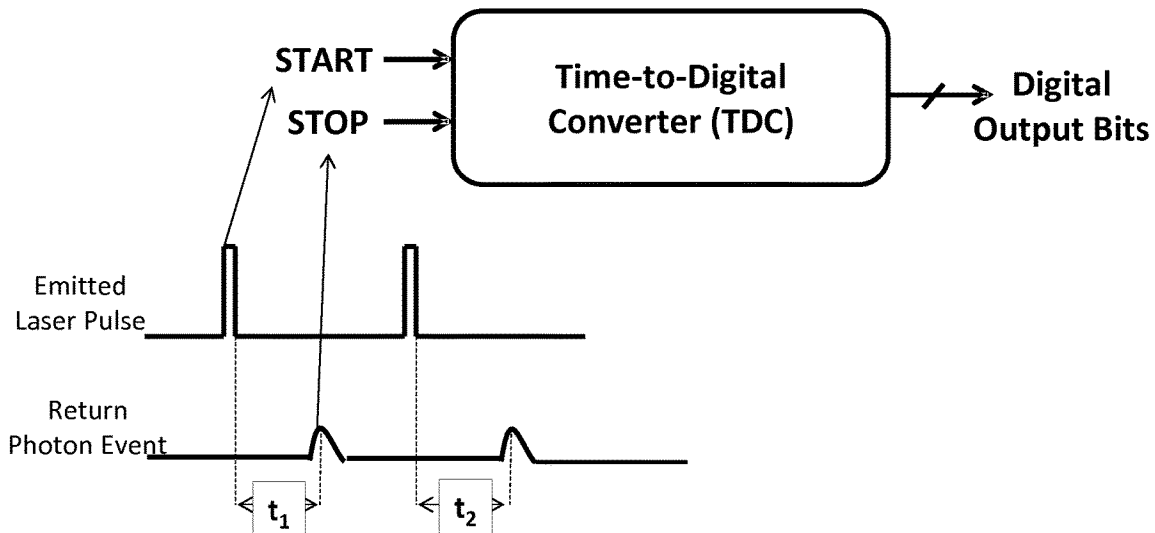 START
STOP
Time-to-Digital
Converter (TDC)
Digital
Output Bits
Emitted
Laser Pulse
Return
Photon Event
t₁
t₂